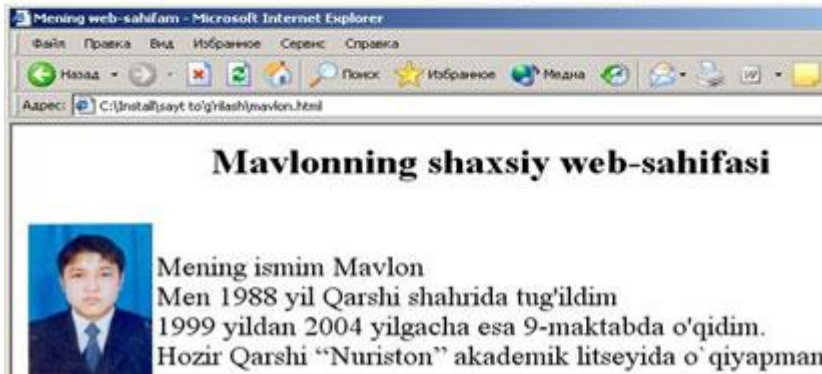 Mening web-sahifam - Microsoft Internet Explorer
Файл Правка Вид Избранное Сервис Справка
Назад Поиск Избранное Медиа
Адрес: C:\Install\sayt to'g'rilash\mavlon.html
Mavlonning shaxsiy web-sahifasi
Mening ismim Mavlon
Men 1988 yil Qarshi shahrida tug'ildim
1999 yildan 2004 yilgacha esa 9-maktabda o'qidim.
Hozir Qarshi “Nuriston” akademik litseyida o`qiyapman